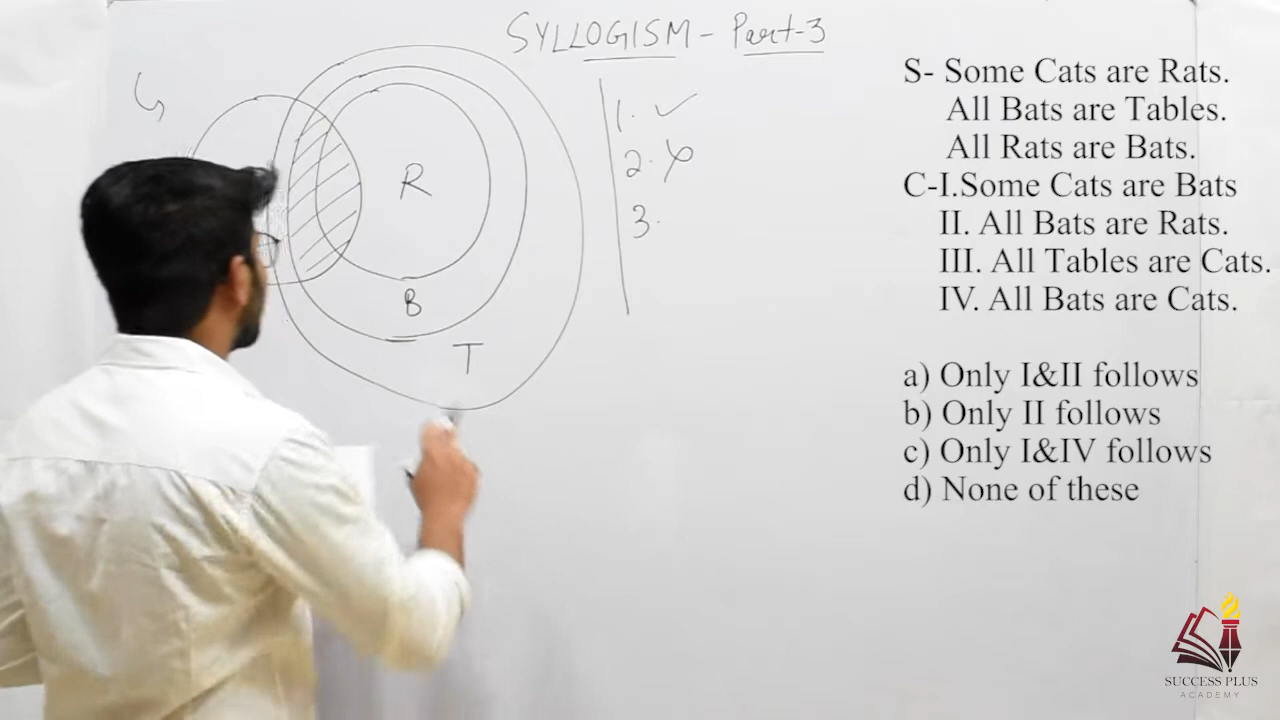 SYLLOGISM - Part-3
1. ✓
2.
3.
R
B
T
S- Some Cats are Rats.
All Bats are Tables.
All Rats are Bats.
C-I.Some Cats are Bats
II. All Bats are Rats.
III. All Tables are Cats.
IV. All Bats are Cats.
a) Only I&II follows
b) Only II follows
c) Only I&IV follows
d) None of these
SUCCESS PLUS
ACADEMY